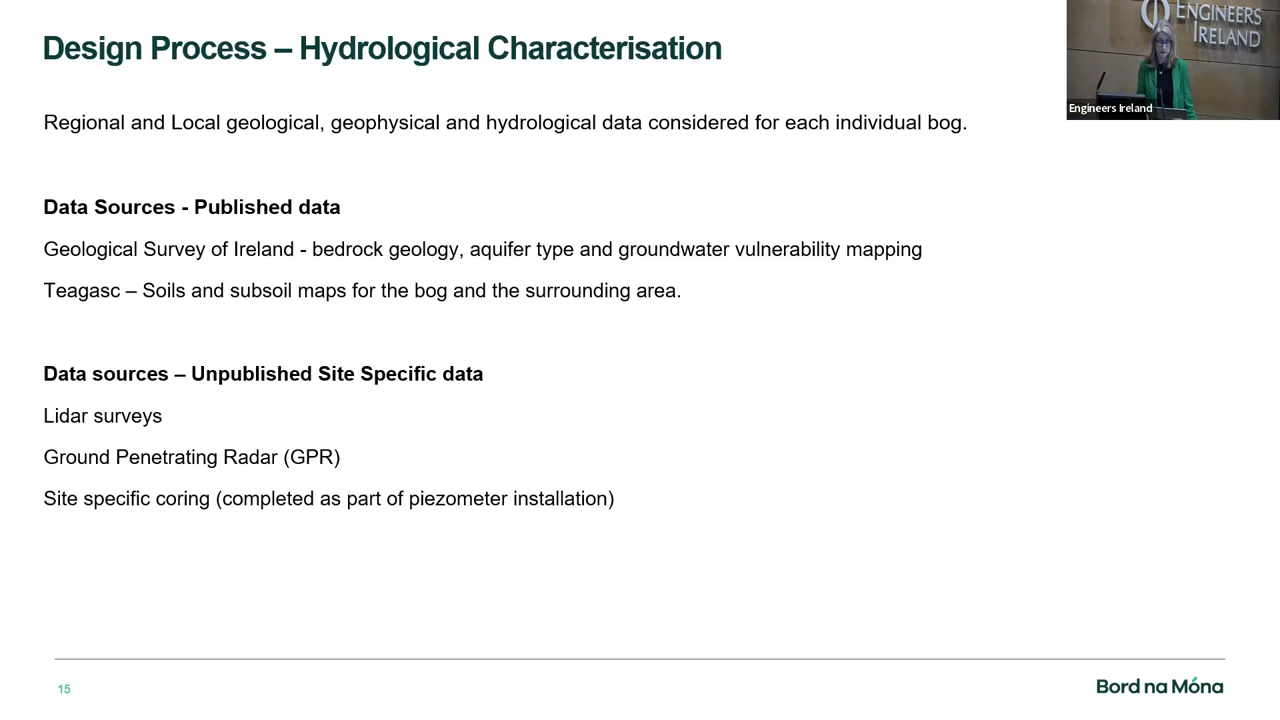 Design Process – Hydrological Characterisation
ENGINEERS
IRELAND
Engineers Ireland
Regional and Local geological, geophysical and hydrological data considered for each individual bog.
Data Sources - Published data
Geological Survey of Ireland - bedrock geology, aquifer type and groundwater vulnerability mapping
Teagasc – Soils and subsoil maps for the bog and the surrounding area.
Data sources – Unpublished Site Specific data
Lidar surveys
Ground Penetrating Radar (GPR)
Site specific coring (completed as part of piezometer installation)
15
Bord na Móna